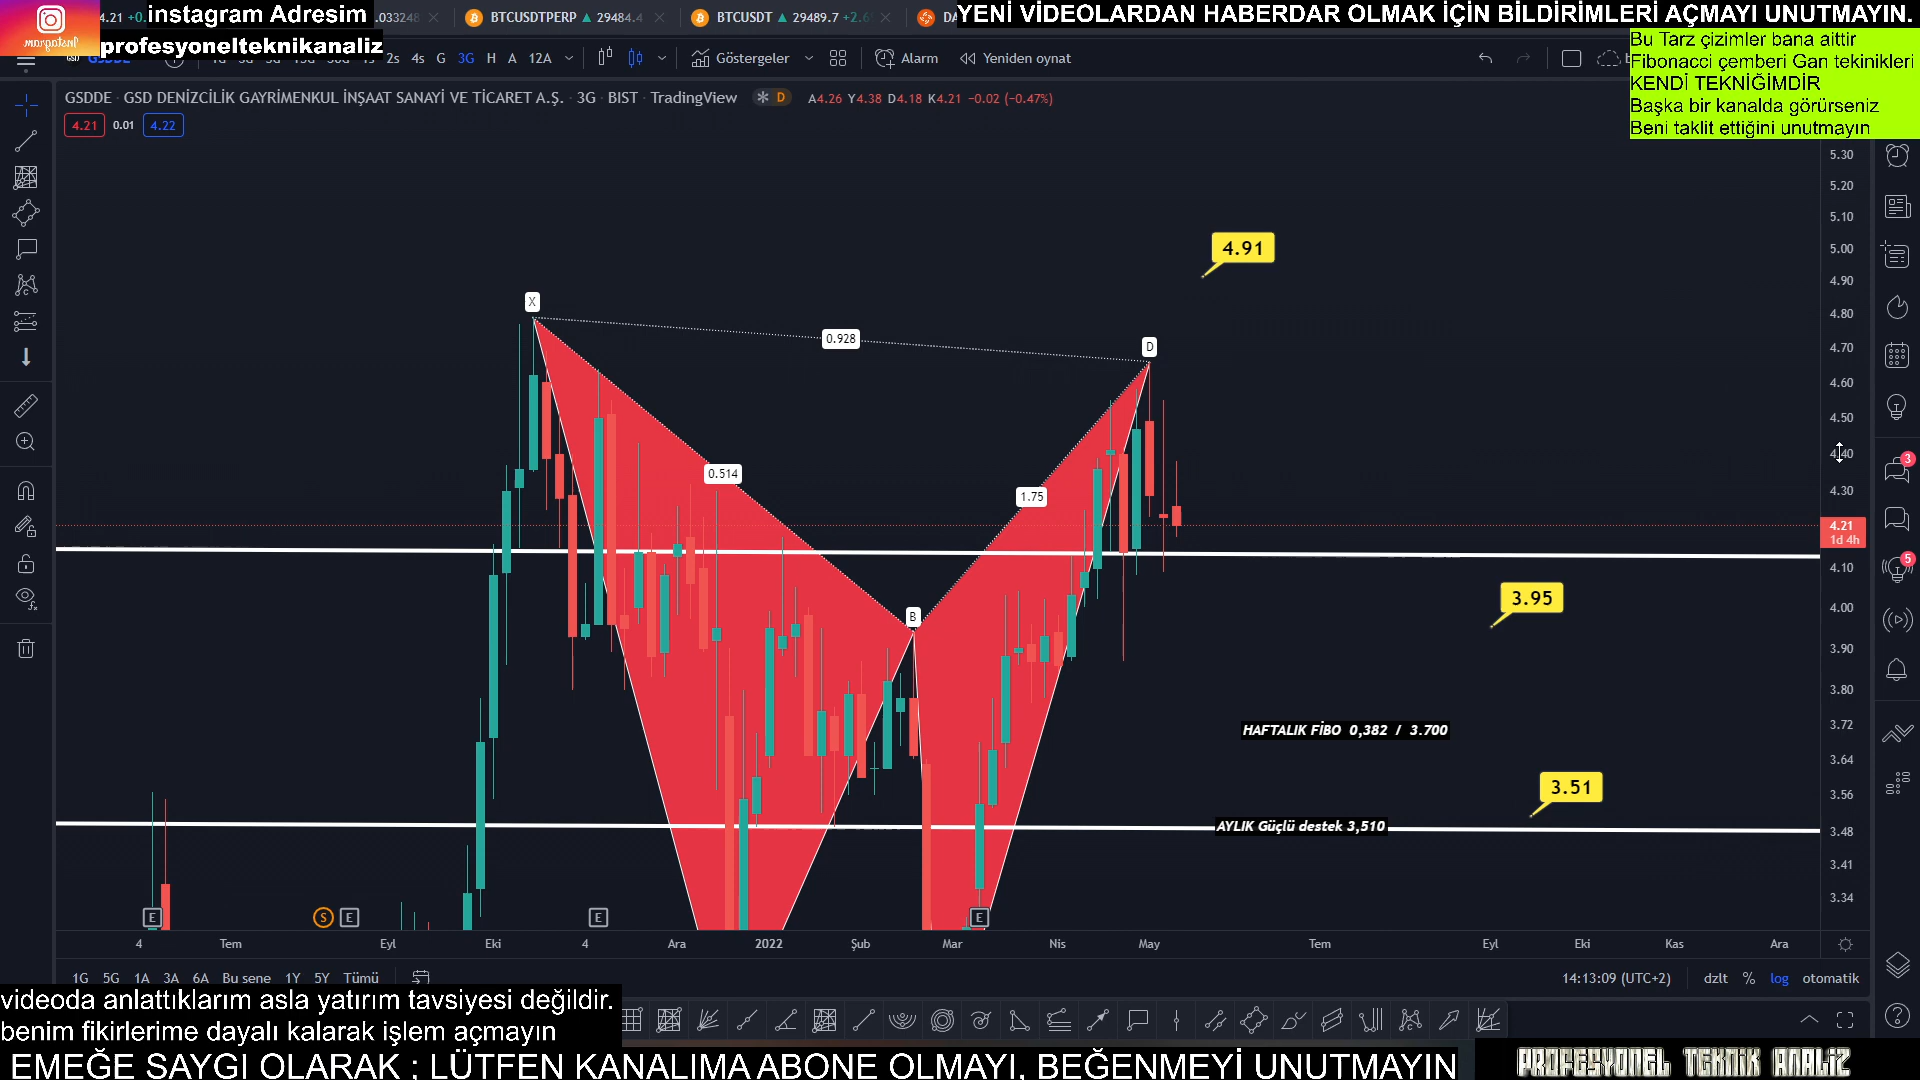 instagram Adresim
profesyonelteknikanaliz
Instagram
.033248
BTCUSDTPERP ▲ 29484.4
BTCUSDT ▲ 29489.7
YENİ VİDEOLARDAN HABERDAR OLMAK İÇİN BİLDİRİMLERİ AÇMAYI UNUTMAYIN.
Bu Tarz çizimler bana aittir
Fibonacci çemberi Gan tekinikleri
KENDİ TEKNİĞİMDİR
Başka bir kanalda görürseniz
Beni taklit ettiğini unutmayın
2s 4s G 3G H A 12A
Göstergeler
Alarm
Yeniden oynat
GSDDE · GSD DENİZCİLİK GAYRİMENKUL İNŞAAT SANAYİ VE TİCARET A.Ş. · 3G · BIST · TradingView
D
A4.26 Y4.38 D4.18 K4.21 −0.02 (−0.47%)
4.21 0.01 4.22
5.30
5.20
5.10
5.00
4.90
4.80
4.70
4.60
4.50
4.40
4.30
4.21
1d 4h
4.10
4.00
3.90
3.80
3.72
3.64
3.56
3.48
3.41
3.34
4.91
X
0.928
D
0.514
1.75
B
3.95
HAFTALIK FİBO 0,382 / 3.700
3.51
AYLIK Güçlü destek 3,510
3
5
E S E E E
4 Tem Eyl Eki 4 Ara 2022 Şub Mar Nis May Tem Eyl Eki Kas Ara
1G 5G 1A 3A 6A Bu sene 1Y 5Y Tümü
14:13:09 (UTC+2) dzlt % log otomatik
videoda anlattıklarım asla yatırım tavsiyesi değildir.
benim fikirlerime dayalı kalarak işlem açmayın
EMEĞE SAYGI OLARAK ; LÜTFEN KANALIMA ABONE OLMAYI, BEĞENMEYİ UNUTMAYIN
PROFESYONEL TEKNİK ANALİZ